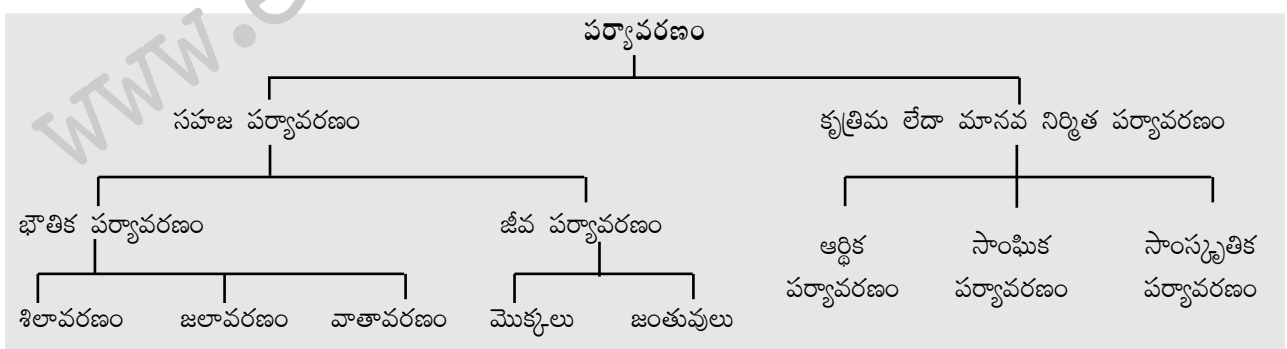 పర్యావరణం
సహజ పర్యావరణం
కృత్రిమ లేదా మానవ నిర్మిత పర్యావరణం
భౌతిక పర్యావరణం
జీవ పర్యావరణం
ఆర్థిక పర్యావరణం
సాంఘిక పర్యావరణం
సాంస్కృతిక పర్యావరణం
శిలావరణం
జలావరణం
వాతావరణం
మొక్కలు
జంతువులు
www.e